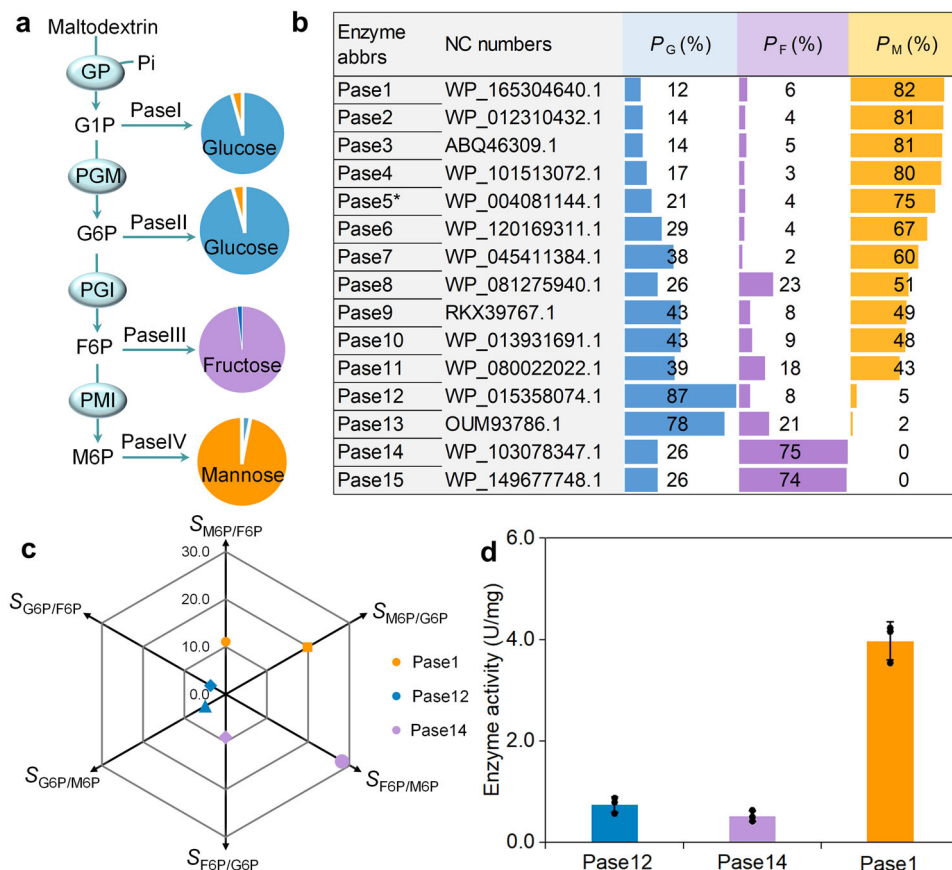 a
Maltodextrin
GP
Pi
G1P
PaseI
Glucose
PGM
G6P
PaseII
Glucose
PGI
F6P
PaseIII
Fructose
PMI
M6P
PaseIV
Mannose
b
Enzyme abbrs NC numbers PG (%) PF (%) PM (%)
Pase1 WP_165304640.1 12 6 82
Pase2 WP_012310432.1 14 4 81
Pase3 ABQ46309.1 14 5 81
Pase4 WP_101513072.1 17 3 80
Pase5* WP_004081144.1 21 4 75
Pase6 WP_120169311.1 29 4 67
Pase7 WP_045411384.1 38 2 60
Pase8 WP_081275940.1 26 23 51
Pase9 RKX39767.1 43 8 49
Pase10 WP_013931691.1 43 9 48
Pase11 WP_080022022.1 39 18 43
Pase12 WP_015358074.1 87 8 5
Pase13 OUM93786.1 78 21 2
Pase14 WP_103078347.1 26 75 0
Pase15 WP_149677748.1 26 74 0
c
SM6P/F6P
30.0
20.0
10.0
0.0
SG6P/F6P
SM6P/G6P
SG6P/M6P
SF6P/M6P
SF6P/G6P
Pase1
Pase12
Pase14
d
Enzyme activity (U/mg)
6.0
4.0
2.0
0.0
Pase12 Pase14 Pase1